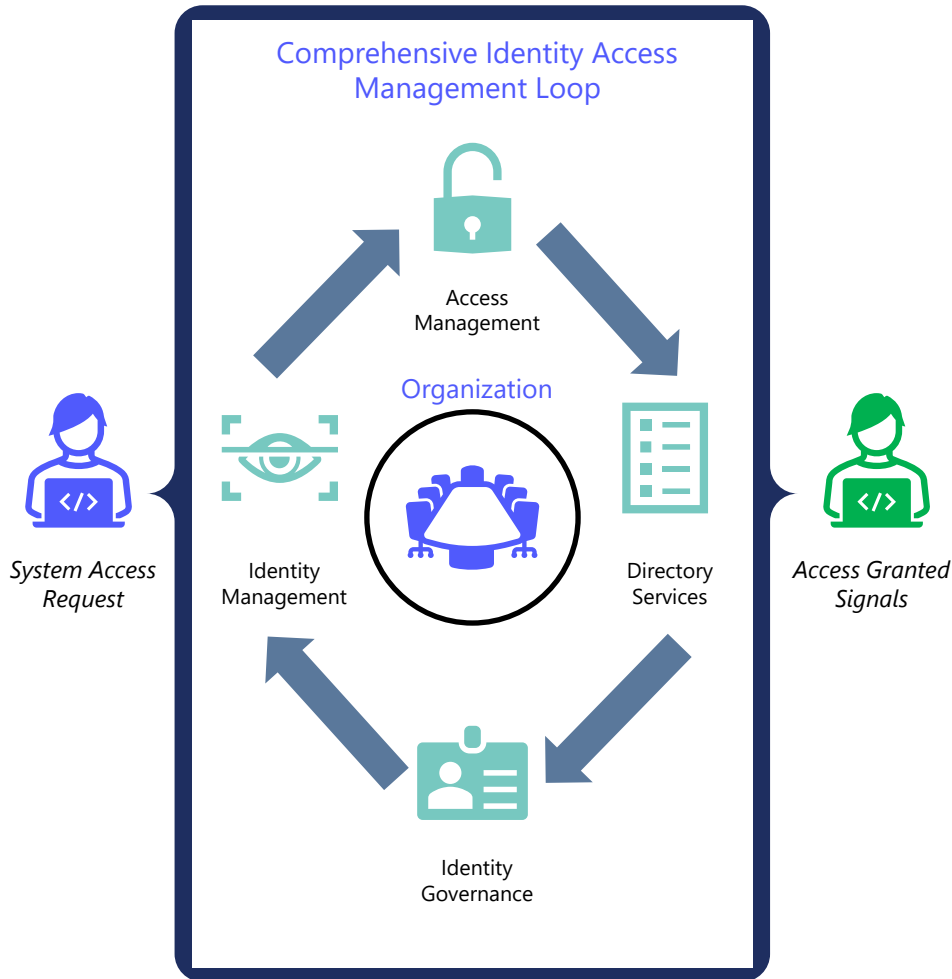 Comprehensive Identity Access
Management Loop
Access
Management
Organization
</>
</>
System Access
Request
Identity
Management
Directory
Services
Access Granted
Signals
Identity
Governance